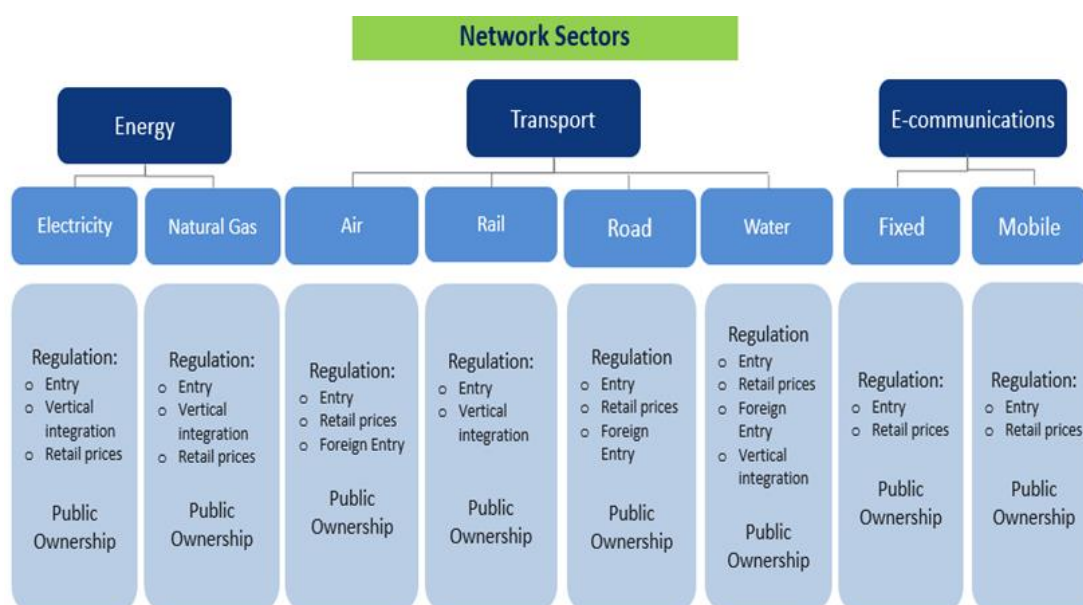 Network Sectors
Energy
Transport
E-communications
Electricity
Natural Gas
Air
Rail
Road
Water
Fixed
Mobile
Regulation:
o Entry
o Vertical
integration
o Retail prices
Public
Ownership
Regulation:
o Entry
o Vertical
integration
o Retail prices
Public
Ownership
Regulation:
o Entry
o Retail prices
o Foreign Entry
Public
Ownership
Regulation:
o Entry
o Vertical
integration
Public
Ownership
Regulation
o Entry
o Retail prices
o Foreign
Entry
Public
Ownership
Regulation
o Entry
o Retail prices
o Foreign
Entry
o Vertical
integration
Public
Ownership
Regulation:
o Entry
o Retail prices
Public
Ownership
Regulation:
o Entry
o Retail prices
Public
Ownership